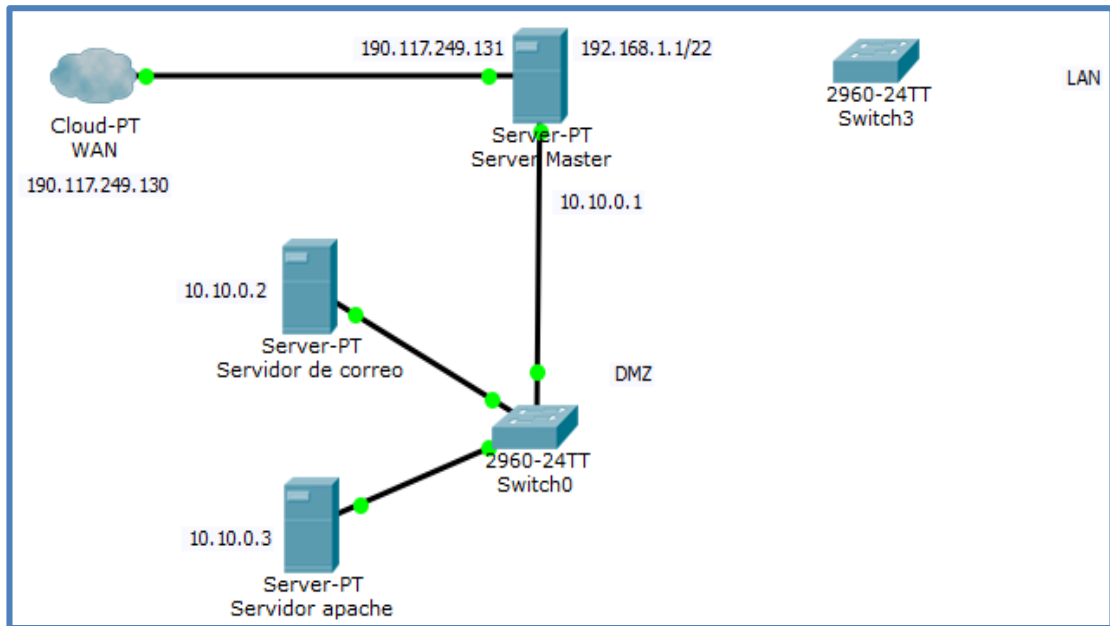 190.117.249.131
192.168.1.1/22
Cloud-PT
WAN
190.117.249.130
Server-PT
Server Master
2960-24TT
Switch3
LAN
10.10.0.1
10.10.0.2
Server-PT
Servidor de correo
DMZ
2960-24TT
Switch0
10.10.0.3
Server-PT
Servidor apache